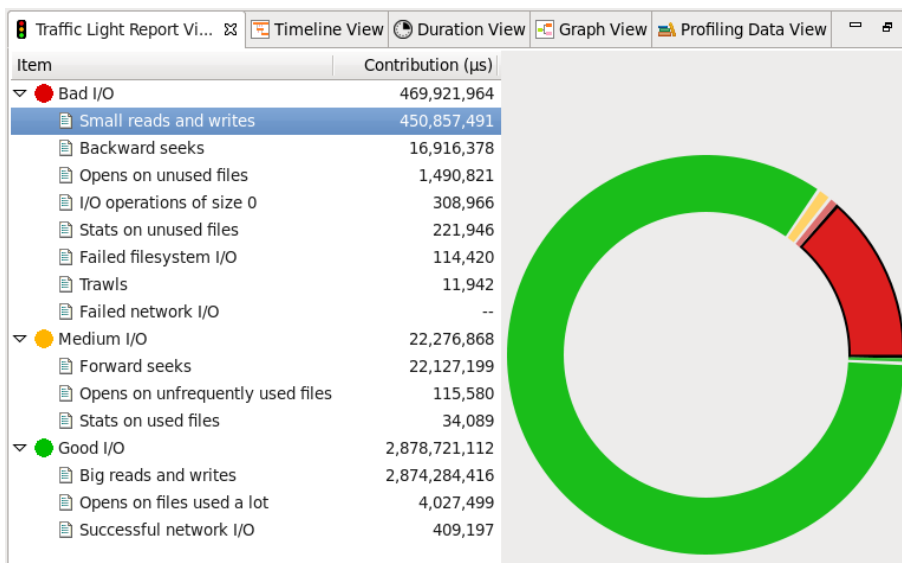 Traffic Light Report Vi... Timeline View Duration View Graph View Profiling Data View
Item Contribution (µs)
Bad I/O 469,921,964
Small reads and writes 450,857,491
Backward seeks 16,916,378
Opens on unused files 1,490,821
I/O operations of size 0 308,966
Stats on unused files 221,946
Failed filesystem I/O 114,420
Trawls 11,942
Failed network I/O --
Medium I/O 22,276,868
Forward seeks 22,127,199
Opens on unfrequently used files 115,580
Stats on used files 34,089
Good I/O 2,878,721,112
Big reads and writes 2,874,284,416
Opens on files used a lot 4,027,499
Successful network I/O 409,197